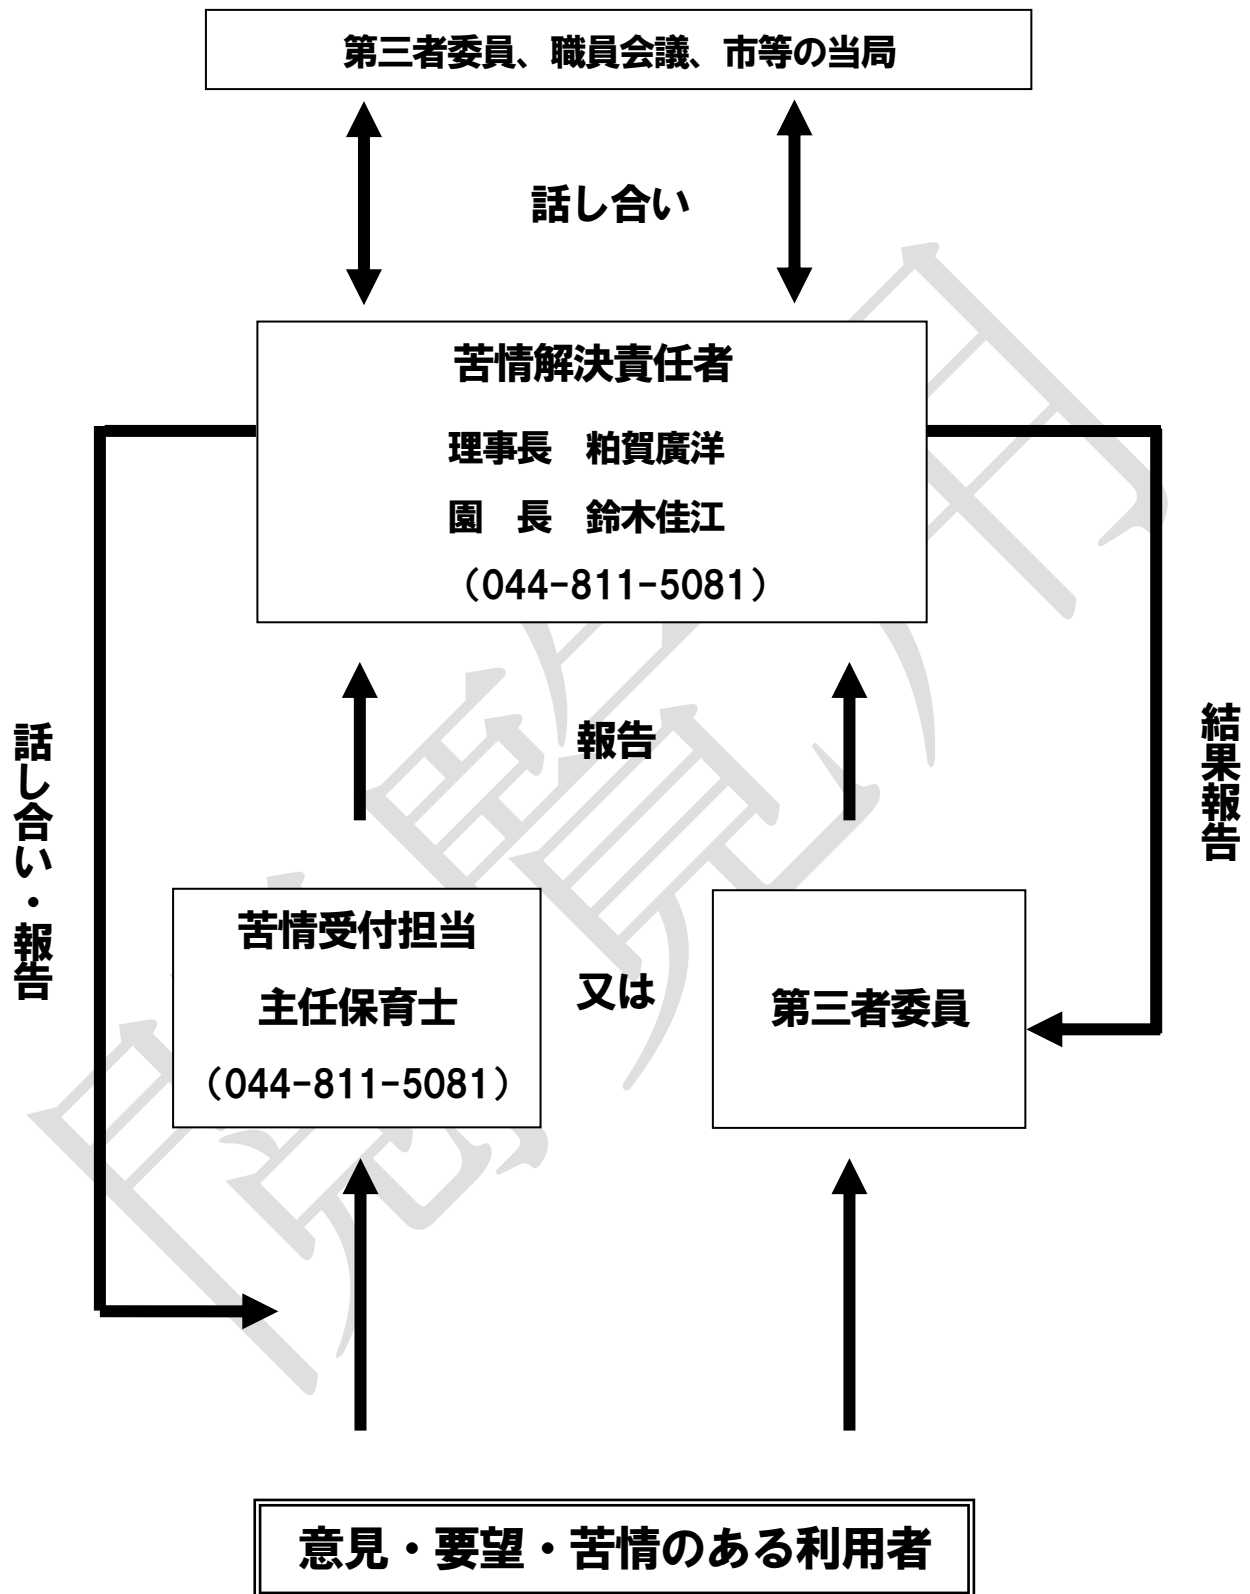 第三者委員、職員会議、市等の当局
話し合い
苦情解決責任者
理事長　粕賀廣洋
園　長　鈴木佳江
（044-811-5081）
話し合い・報告
報告
結果報告
苦情受付担当
主任保育士
（044-811-5081）
又は
第三者委員
意見・要望・苦情のある利用者
閲覧用